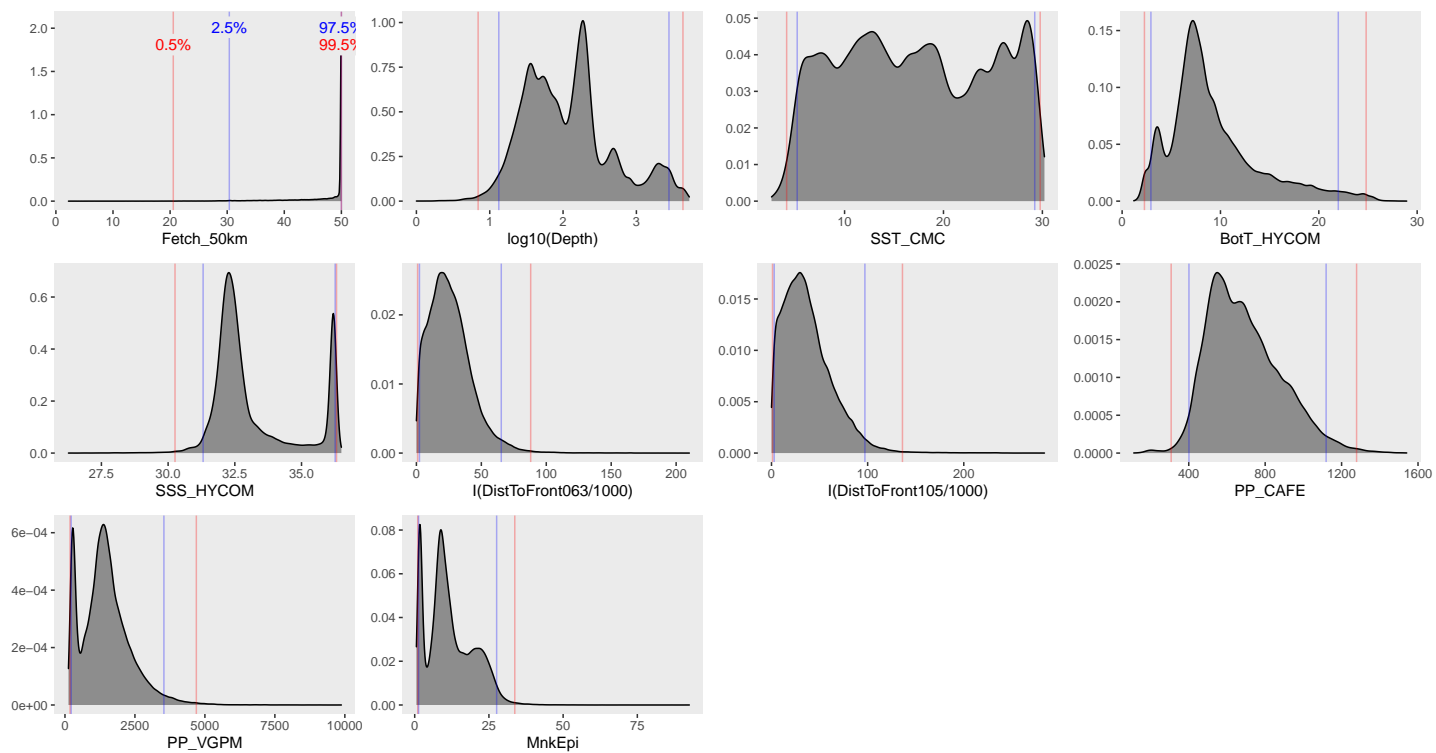 2.5%
97.5%
0.5%
99.5%
2.0
1.5
1.0
0.5
0.0
0 10 20 30 40 50
Fetch_50km
1.00
0.75
0.50
0.25
0.00
0 1 2 3
log10(Depth)
0.05
0.04
0.03
0.02
0.01
0.00
10 20 30
SST_CMC
0.15
0.10
0.05
0.00
0 10 20 30
BotT_HYCOM
0.6
0.4
0.2
0.0
27.5 30.0 32.5 35.0
SSS_HYCOM
0.02
0.01
0.00
0 50 100 150 200
I(DistToFront063/1000)
0.015
0.010
0.005
0.000
0 100 200
I(DistToFront105/1000)
0.0025
0.0020
0.0015
0.0010
0.0005
0.0000
400 800 1200 1600
PP_CAFE
6e−04
4e−04
2e−04
0e+00
0 2500 5000 7500 10000
PP_VGPM
0.08
0.06
0.04
0.02
0.00
0 25 50 75
MnkEpi